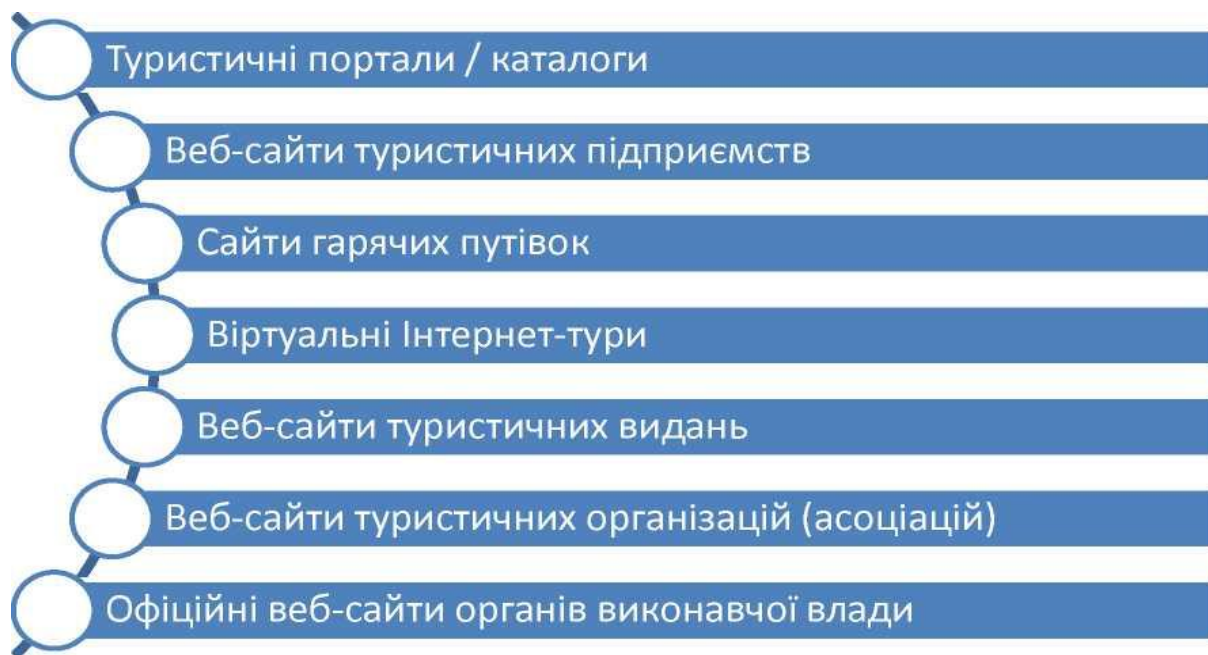 Туристичні портали / каталоги
Веб-сайти туристичних підприємств
Сайти гарячих путівок
Віртуальні Інтернет-тури
Веб-сайти туристичних видань
Веб-сайти туристичних організацій (асоціацій)
Офіційні веб-сайти органів виконавчої влади